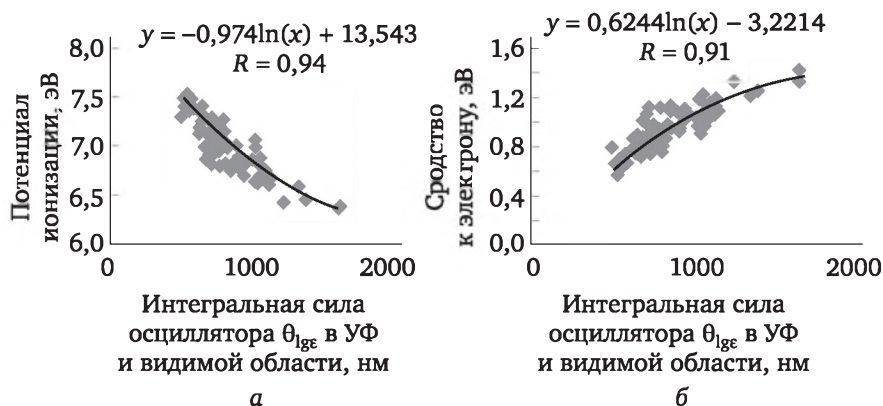 y = –0,974ln(x) + 13,543
R = 0,94
8,0
7,5
7,0
6,5
6,0
0
1000
2000
Потенциал
ионизации, эВ
Интегральная сила
осциллятора θlgε в УФ
и видимой области, нм
а
y = 0,6244ln(x) – 3,2214
R = 0,91
1,6
1,2
0,8
0,4
0,0
0
1000
2000
Сродство
к электрону, эВ
Интегральная сила
осциллятора θlgε в УФ
и видимой области, нм
б